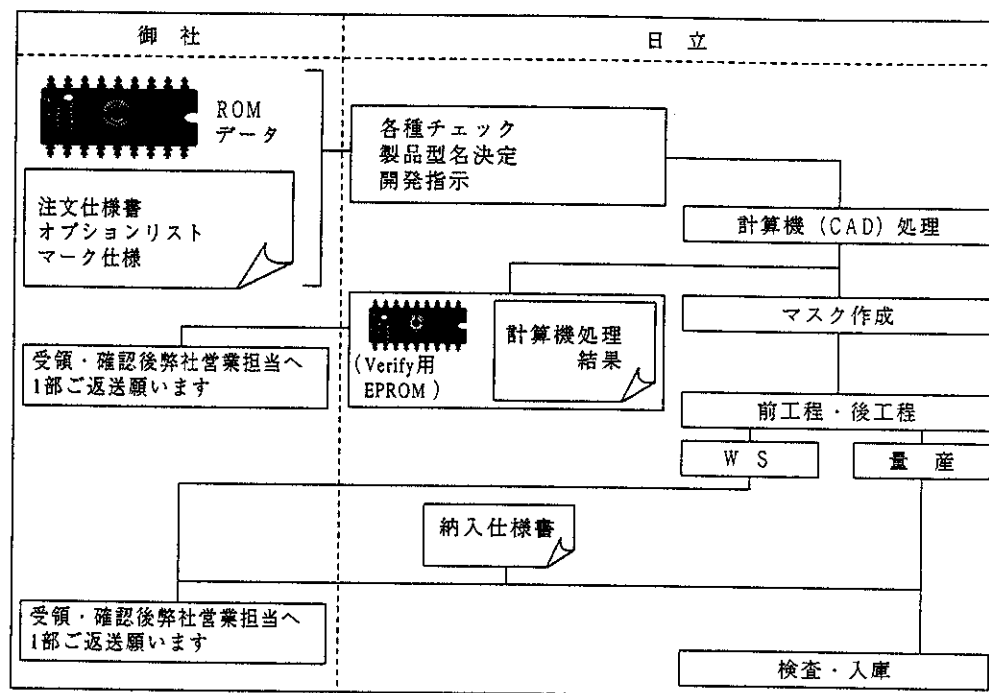 御 社
日 立
ROM
データ
注文仕様書
オプションリスト
マーク仕様
各種チェック
製品型名決定
開発指示
計算機 (CAD) 処理
(Verify用
EPROM )
計算機処理
結果
マスク作成
受領・確認後弊社営業担当へ
1部ご返送願います
前工程・後工程
W S
量 産
納入仕様書
受領・確認後弊社営業担当へ
1部ご返送願います
検査・入庫